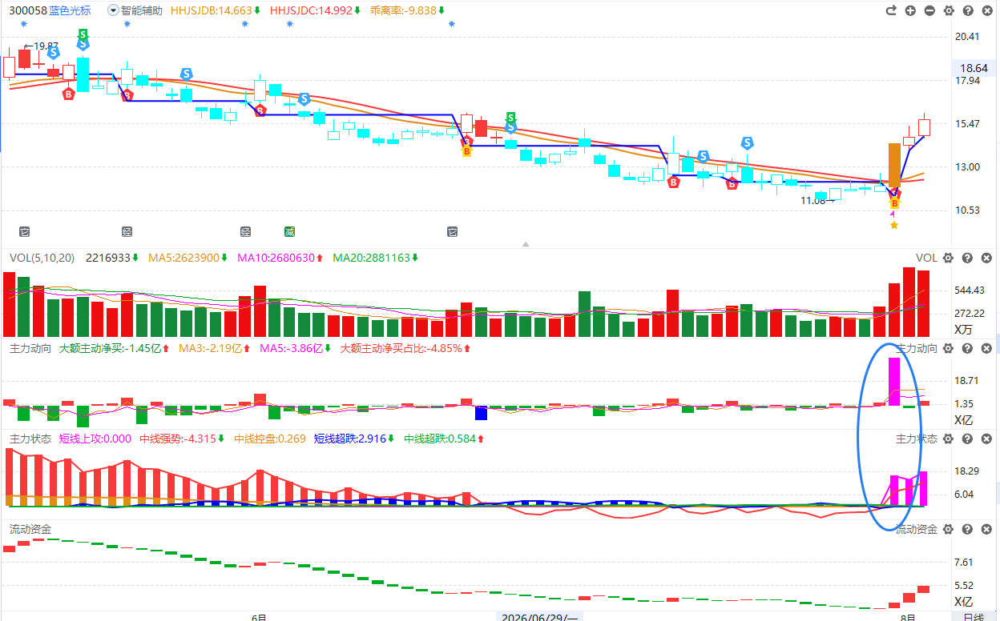 300058 蓝色光标 智能辅助 HHJSJDB:14.663 HHJSJDC:14.992 乖离率:-9.838
20.41
←19.87
S
S
S
18.64
17.94
S
B
B
S
B
15.47
S
S
B
B
S
S
13.00
B
B
B
B
11.08→
10.53
它 经 经 减 它
VOL(5,10,20) 2216933 MA5:2623900 MA10:2680630 MA20:2881163 VOL
544.43
272.22
X万
主力动向 大额主动净买:-1.45亿 MA3:-2.19亿 MA5:-3.86亿 大额主动净买占比:-4.85% 主力动向
18.71
1.35
X亿
主力状态 短线上攻:0.000 中线强势:-4.315 中线控盘:0.269 短线超跌:2.916 中线超跌:0.584 主力状态
18.29
6.04
流动资金 流动资金
7.61
5.52
X亿
6月 2026/06/29/一 8月 日线